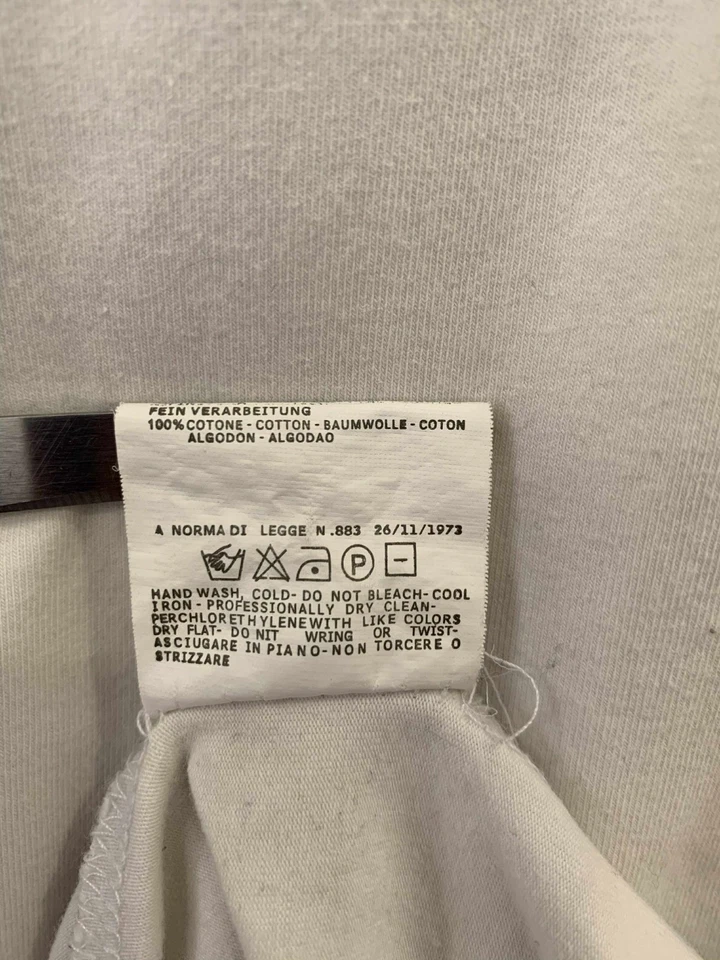 FEIN VERARBEITUNG
100% COTONE - COTTON - BAUMWOLLE - COTON
ALGODON - ALGODAO
A NORMA DI LEGGE N.883 26/11/1973
P
HAND WASH, COLD- DO NOT BLEACH- COOL
IRON - PROFESSIONALLY DRY CLEAN-
PERCHLORETHYLENEWITH LIKE COLORS
DRY FLAT- DO NIT WRING OR TWIST-
ASCIUGARE IN PIANO- NON TORCERE O
STRIZZARE